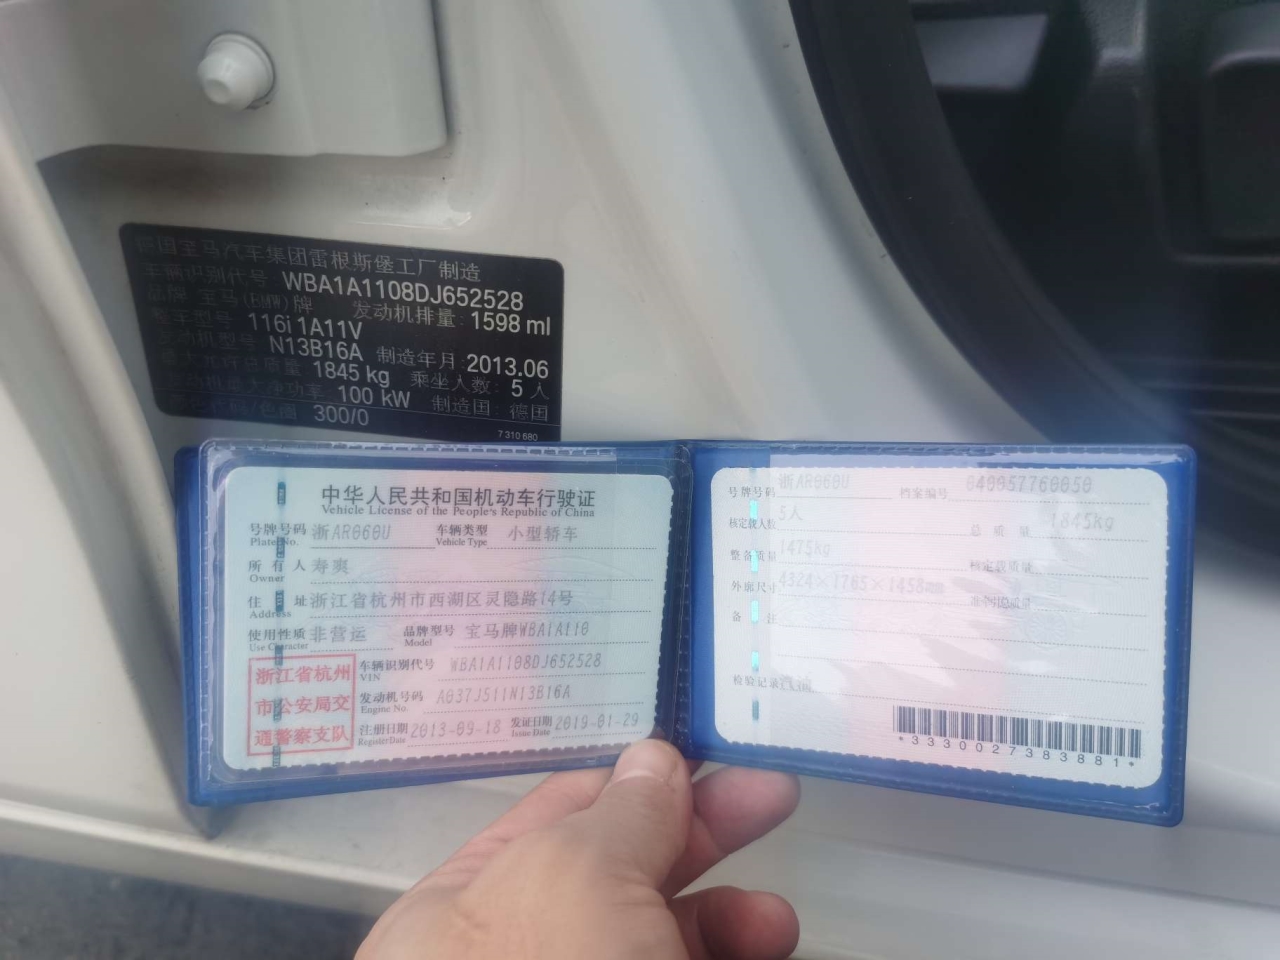 德国宝马汽车集团雷根斯堡工厂制造
车辆识别代号 WBA1A1108DJ652528
品牌 宝马(BMW)牌 发动机排量: 1598 ml
整车型号 116i 1A11V
发动机型号 N13B16A 制造年月: 2013.06
最大允许总质量 1845 kg 乘坐人数: 5 人
发动机最大净功率 100 kW 制造国: 德国
300/0
7 310 680
中华人民共和国机动车行驶证
Vehicle License of the People's Republic of China
号牌号码 浙AR060U 车辆类型 小型轿车
Plate No. Vehicle Type
所有人 寿爽
Owner
住址 浙江省杭州市西湖区灵隐路14号
Address
使用性质 非营运 品牌型号 宝马牌WBA1A110
Use Character Model
浙江省杭州
市公安局交
通警察支队
车辆识别代号 WBA1A1108DJ652528
VIN
发动机号码 A037J511N13B16A
Engine No.
注册日期 2013-09-18 发证日期 2019-01-29
Register Date Issue Date
号牌号码 浙AR060U 档案编号 040057760050
核定载人数 5人 总质量 1845kg
整备质量 1475kg 核定载质量
外廓尺寸 4324×1765×1458mm 准牵引总质量
备注
检验记录 汽油
*3330027383881*